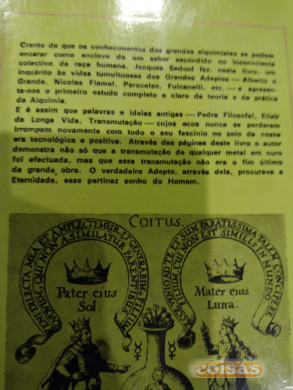 Crente de que os conhecimentos dos grandes alquimistas se podem
encarar como enclave de um saber escondido no inconsciente
colectivo da raça humana, Jacques Sadoul fez, neste livro, um
inquérito às vidas tumultuosas dos Grandes Adeptos — Alberto o
Grande, Nicolas Flamel, Paracelso, Fulcanelli, etc. — e apresen-
ta-nos o primeiro estudo completo e claro da teoria e da prática
da Alquimia.
E é assim que palavras e ideias antigas — Pedra Filosofal, Elixir
da Longa Vida, Transmutação — cujos ecos nunca se perderam
irrompem novamente com todo o seu fascínio no seio da nossa
era tecnológica e positiva. Através das páginas deste livro o autor
demonstra não só que a transmutação de qualquer metal em ouro
foi efectuada, mas que essa transmutação não era o fim último
da grande obra. O verdadeiro Adepto, através dela, procurava a
Eternidade, esse pertinaz sonho do Homem.
COITUS.
Pater eius
Sol.
Mater eius
Luna.
coisas